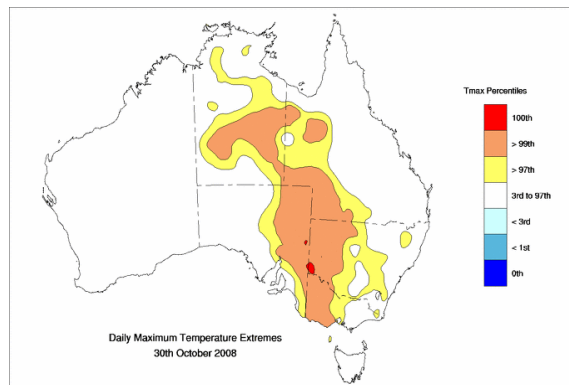 Tmax Percentiles
100th
> 99th
> 97th
3rd to 97th
< 3rd
< 1st
0th
Daily Maximum Temperature Extremes
30th October 2008